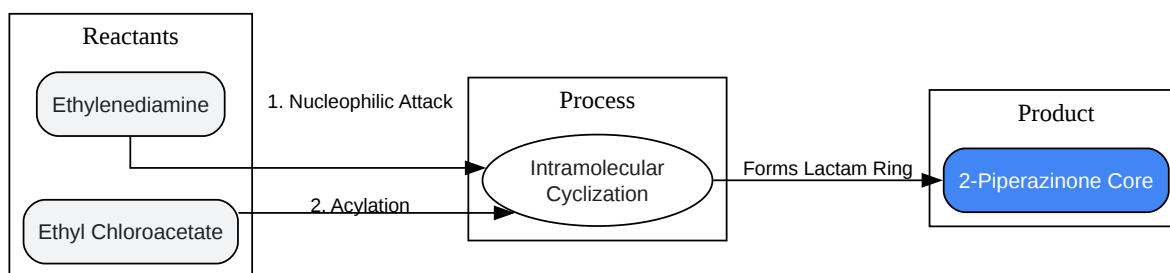 Reactants
Ethylenediamine
1. Nucleophilic Attack
Process
Product
Intramolecular
Cyclization
Forms Lactam Ring
2-Piperazinone Core
2. Acylation
Ethyl Chloroacetate